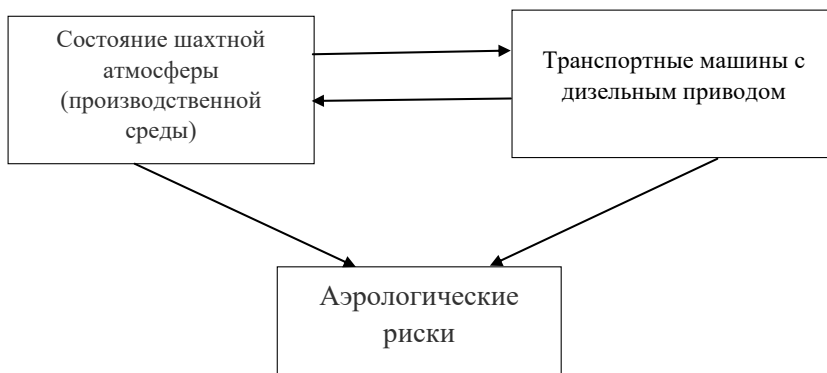 Состояние шахтной
атмосферы
(производственной
среды)
Транспортные машины с
дизельным приводом
Аэрологические
риски